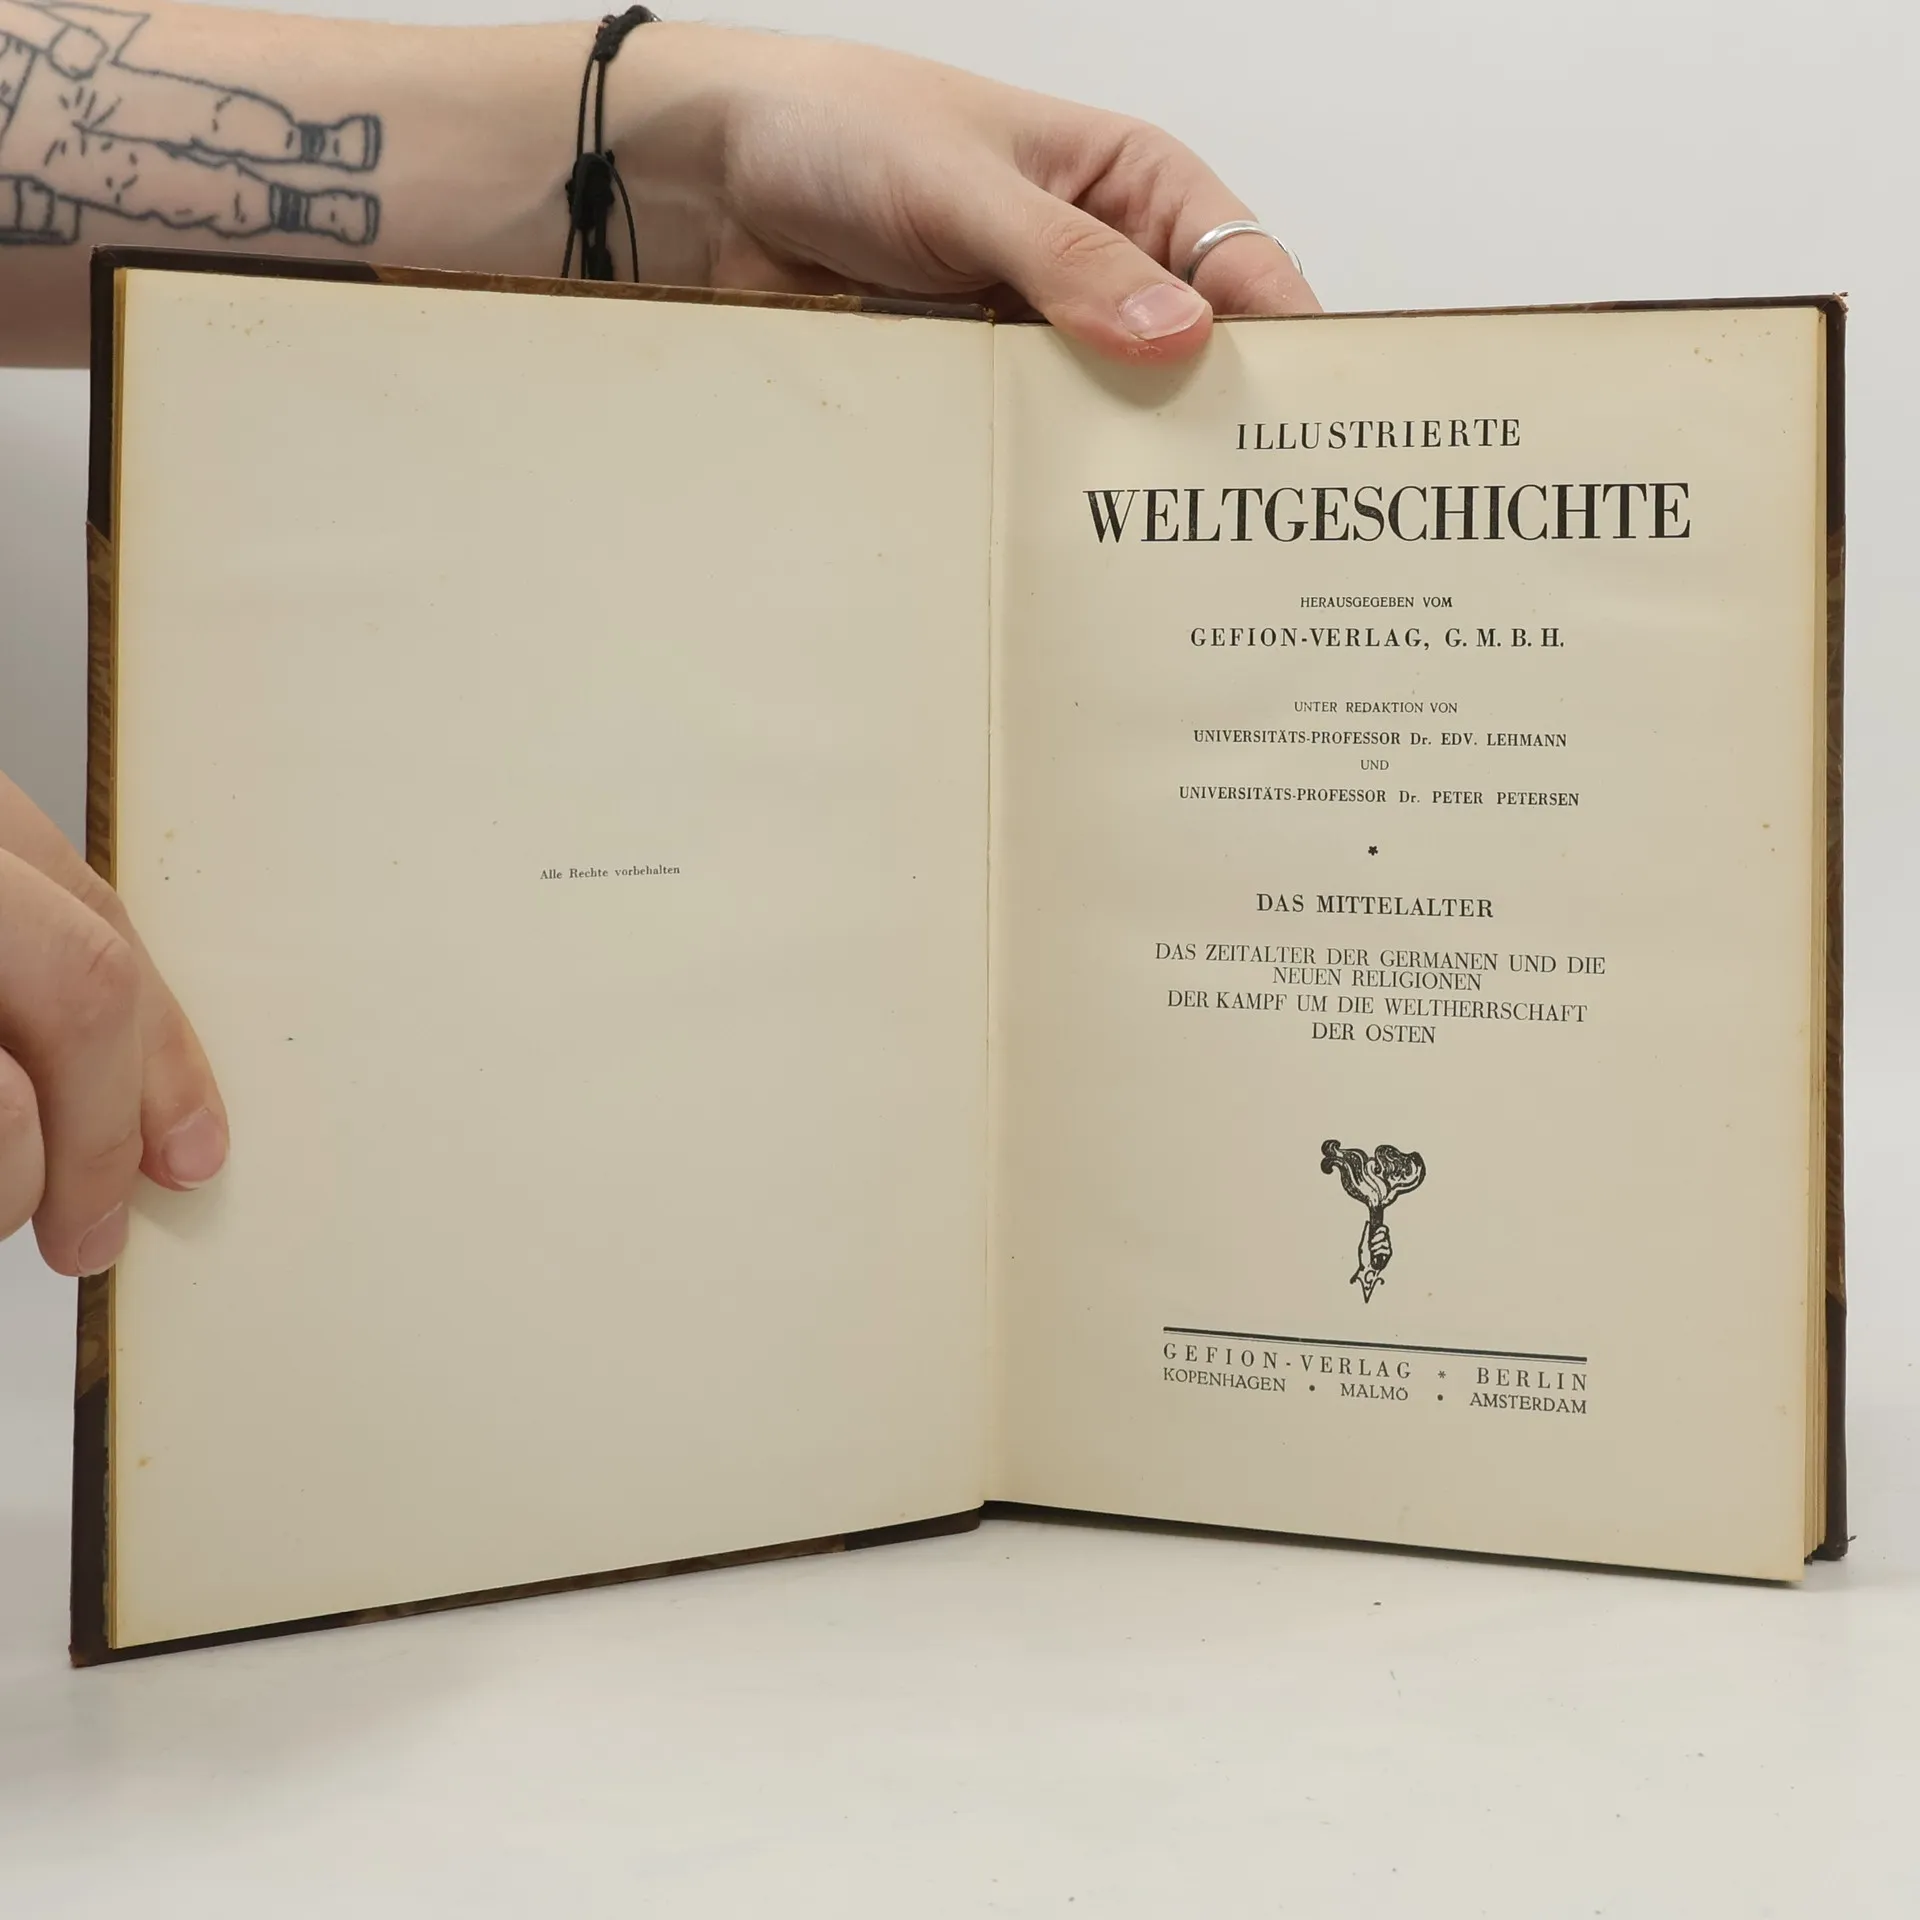 Alle Rechte vorbehalten
ILLUSTRIERTE
WELTGESCHICHTE
HERAUSGEGEBEN VOM
GEFION-VERLAG, G. M. B. H.
UNTER REDAKTION VON
UNIVERSITÄTS-PROFESSOR Dr. EDV. LEHMANN
UND
UNIVERSITÄTS-PROFESSOR Dr. PETER PETERSEN
*
DAS MITTELALTER
DAS ZEITALTER DER GERMANEN UND DIE
NEUEN RELIGIONEN
DER KAMPF UM DIE WELTHERRSCHAFT
DER OSTEN
G
GEFION-VERLAG * BERLIN
KOPENHAGEN • MALMÖ • AMSTERDAM